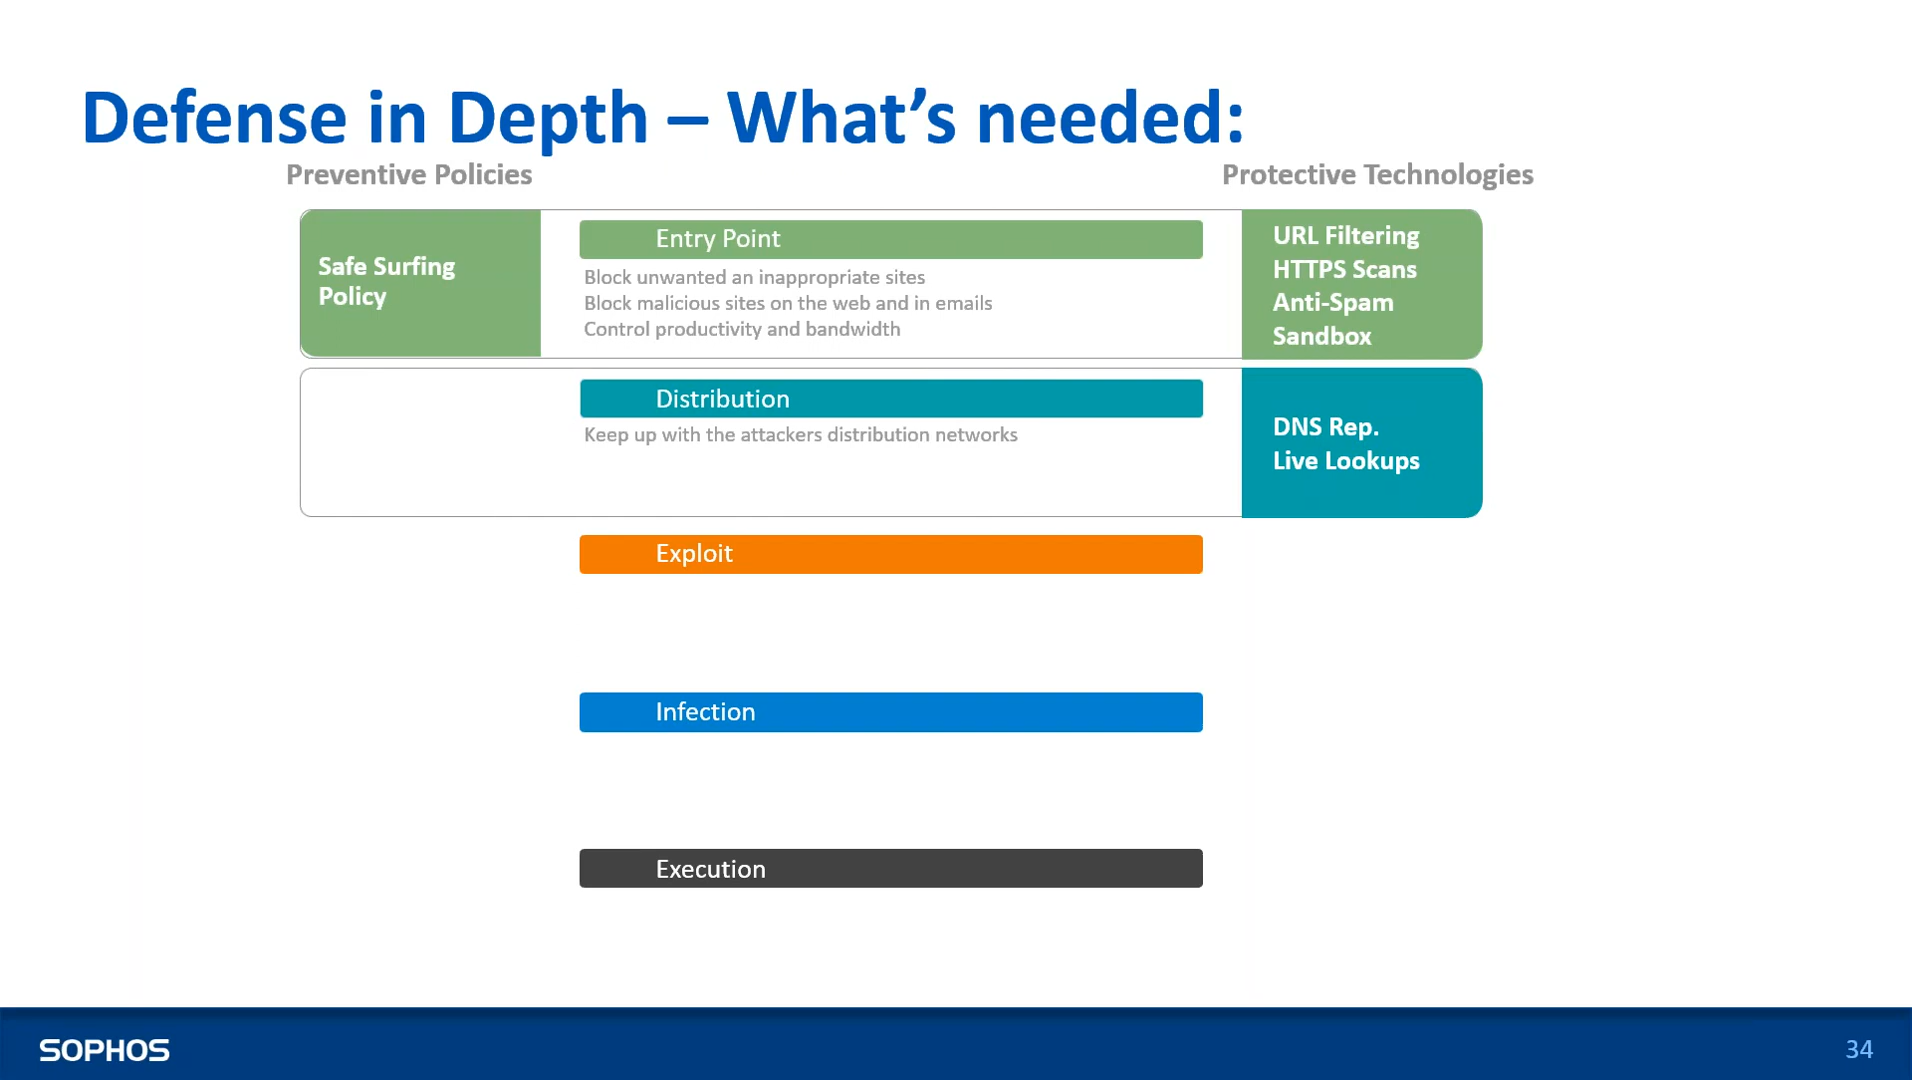 Defense in Depth – What’s needed:
Preventive Policies
Protective Technologies
Safe Surfing
Policy
Entry Point
Block unwanted an inappropriate sites
Block malicious sites on the web and in emails
Control productivity and bandwidth
URL Filtering
HTTPS Scans
Anti-Spam
Sandbox
Distribution
Keep up with the attackers distribution networks
DNS Rep.
Live Lookups
Exploit
Infection
Execution
SOPHOS
34